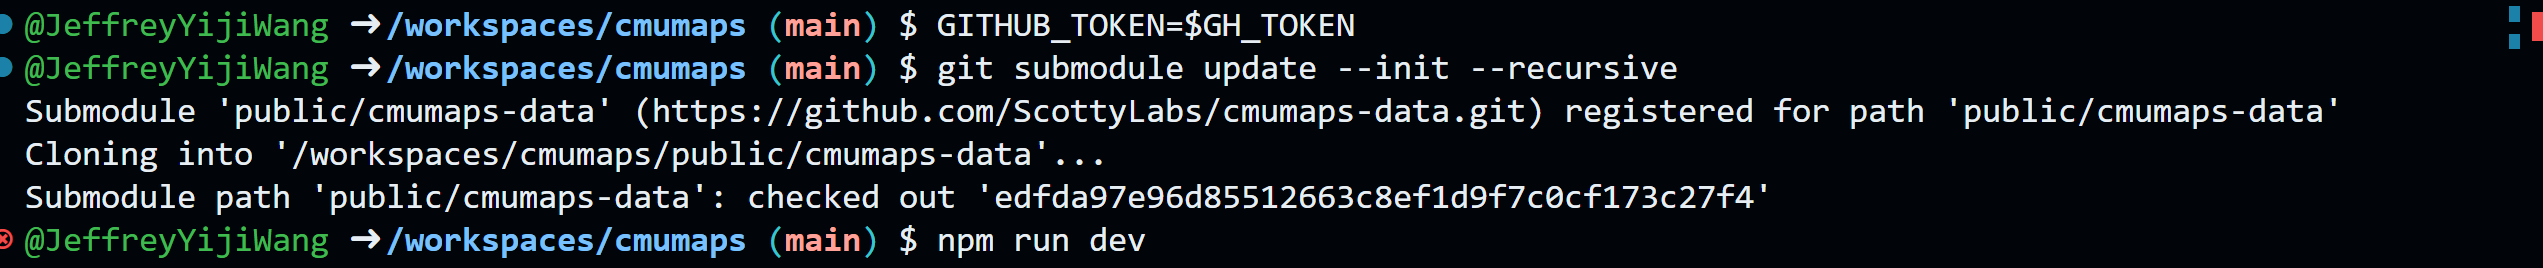 @JeffreyYijiWang ➜/workspaces/cmumaps (main) $ GITHUB_TOKEN=$GH_TOKEN
@JeffreyYijiWang ➜/workspaces/cmumaps (main) $ git submodule update --init --recursive
Submodule 'public/cmumaps-data' (https://github.com/ScottyLabs/cmumaps-data.git) registered for path 'public/cmumaps-data'
Cloning into '/workspaces/cmumaps/public/cmumaps-data'...
Submodule path 'public/cmumaps-data': checked out 'edfda97e96d85512663c8ef1d9f7c0cf173c27f4'
@JeffreyYijiWang ➜/workspaces/cmumaps (main) $ npm run dev